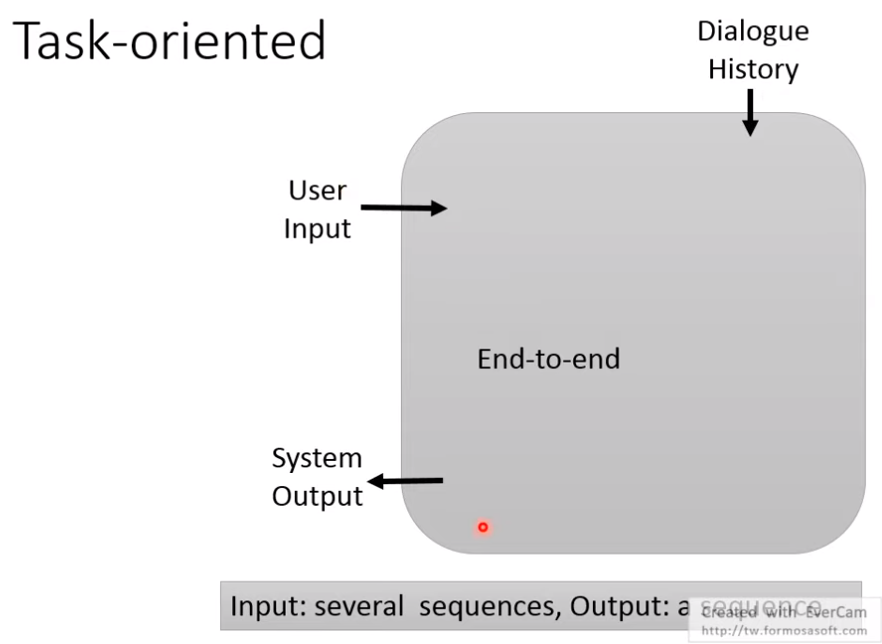 Task-oriented
Dialogue
History
User
Input
End-to-end
System
Output
Input: several sequences, Output: a sequence
Created with EverCam
http://tw.formosasoft.com